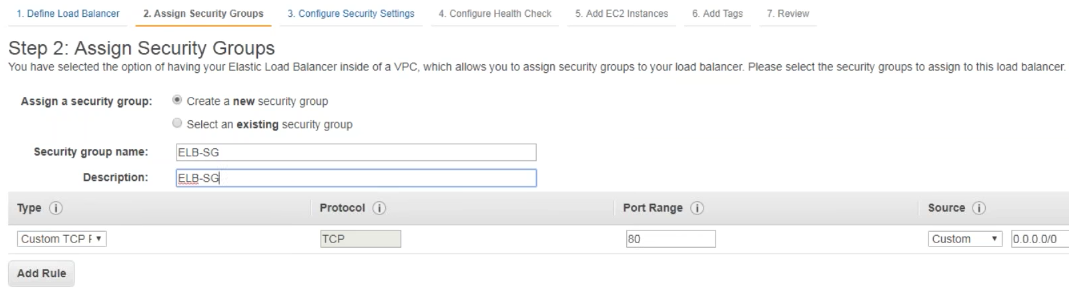 1. Define Load Balancer 2. Assign Security Groups 3. Configure Security Settings 4. Configure Health Check 5. Add EC2 Instances 6. Add Tags 7. Review
Step 2: Assign Security Groups
You have selected the option of having your Elastic Load Balancer inside of a VPC, which allows you to assign security groups to your load balancer. Please select the security groups to assign to this load balancer.
Assign a security group: Create a new security group
Select an existing security group
Security group name: ELB-SG
Description: ELB-SG
Type i Protocol i Port Range i Source i
Custom TCP F TCP 80 Custom 0.0.0.0/0
Add Rule